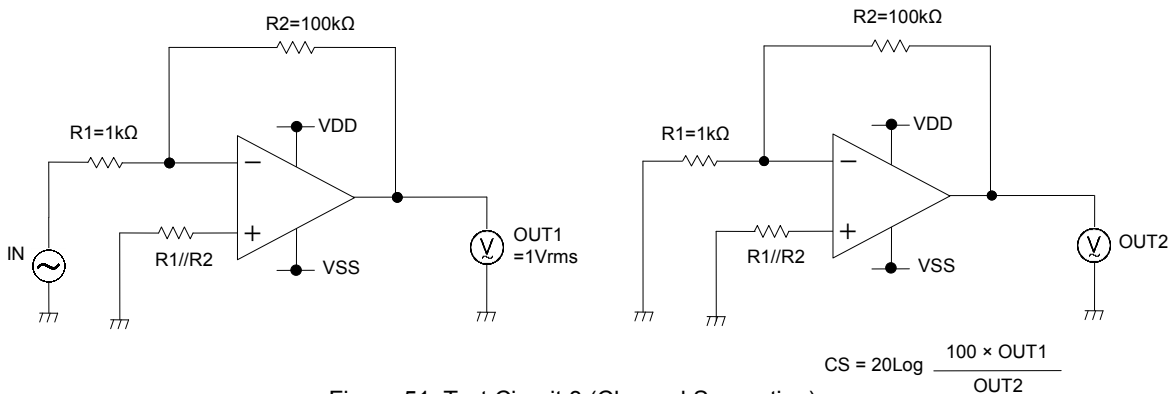 R2=100kΩ
R1=1kΩ
VDD
IN
R1//R2
VSS
V
OUT1
=1Vrms
R2=100kΩ
R1=1kΩ
VDD
R1//R2
VSS
V
OUT2
CS = 20Log 100 × OUT1
OUT2